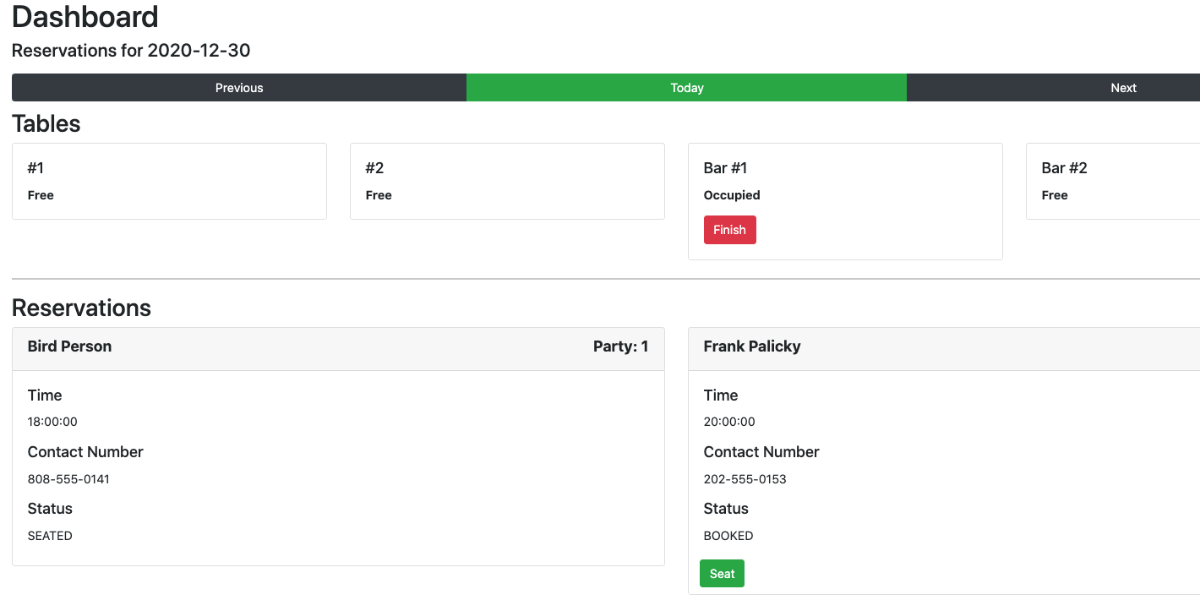 Dashboard
Reservations for 2020-12-30
Previous Today Next
Tables
#1 #2 Bar #1 Bar #2
Free Free Occupied Free
Finish
Reservations
Bird Person Party: 1 Frank Palicky
Time Time
18:00:00 20:00:00
Contact Number Contact Number
808-555-0141 202-555-0153
Status Status
SEATED BOOKED
Seat